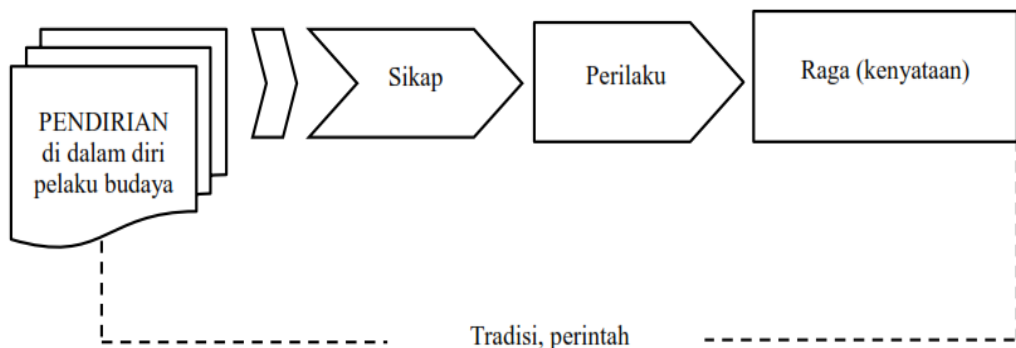 PENDIRIAN
di dalam diri
pelaku budaya
Sikap
Perilaku
Raga (kenyataan)
Tradisi, perintah